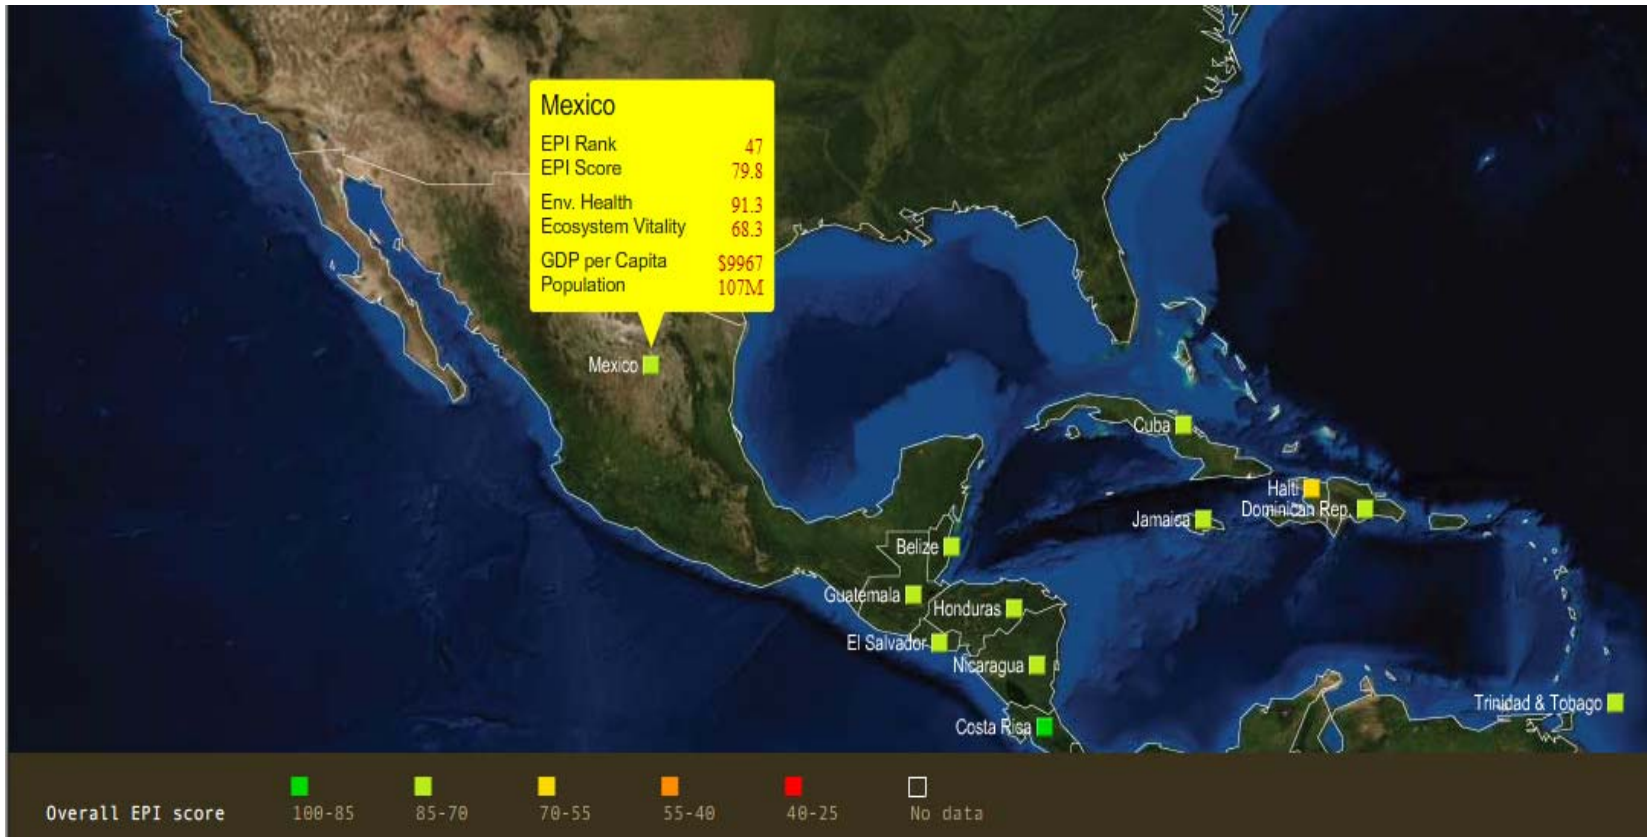 Mexico
EPI Rank 47
EPI Score 79.8
Env. Health 91.3
Ecosystem Vitality 68.3
GDP per Capita $9967
Population 107M
Mexico
Cuba
Haiti
Dominican Rep.
Jamaica
Belize
Guatemala
Honduras
El Salvador
Nicaragua
Trinidad & Tobago
Costa Risa
Overall EPI score 100-85 85-70 70-55 55-40 40-25 No data